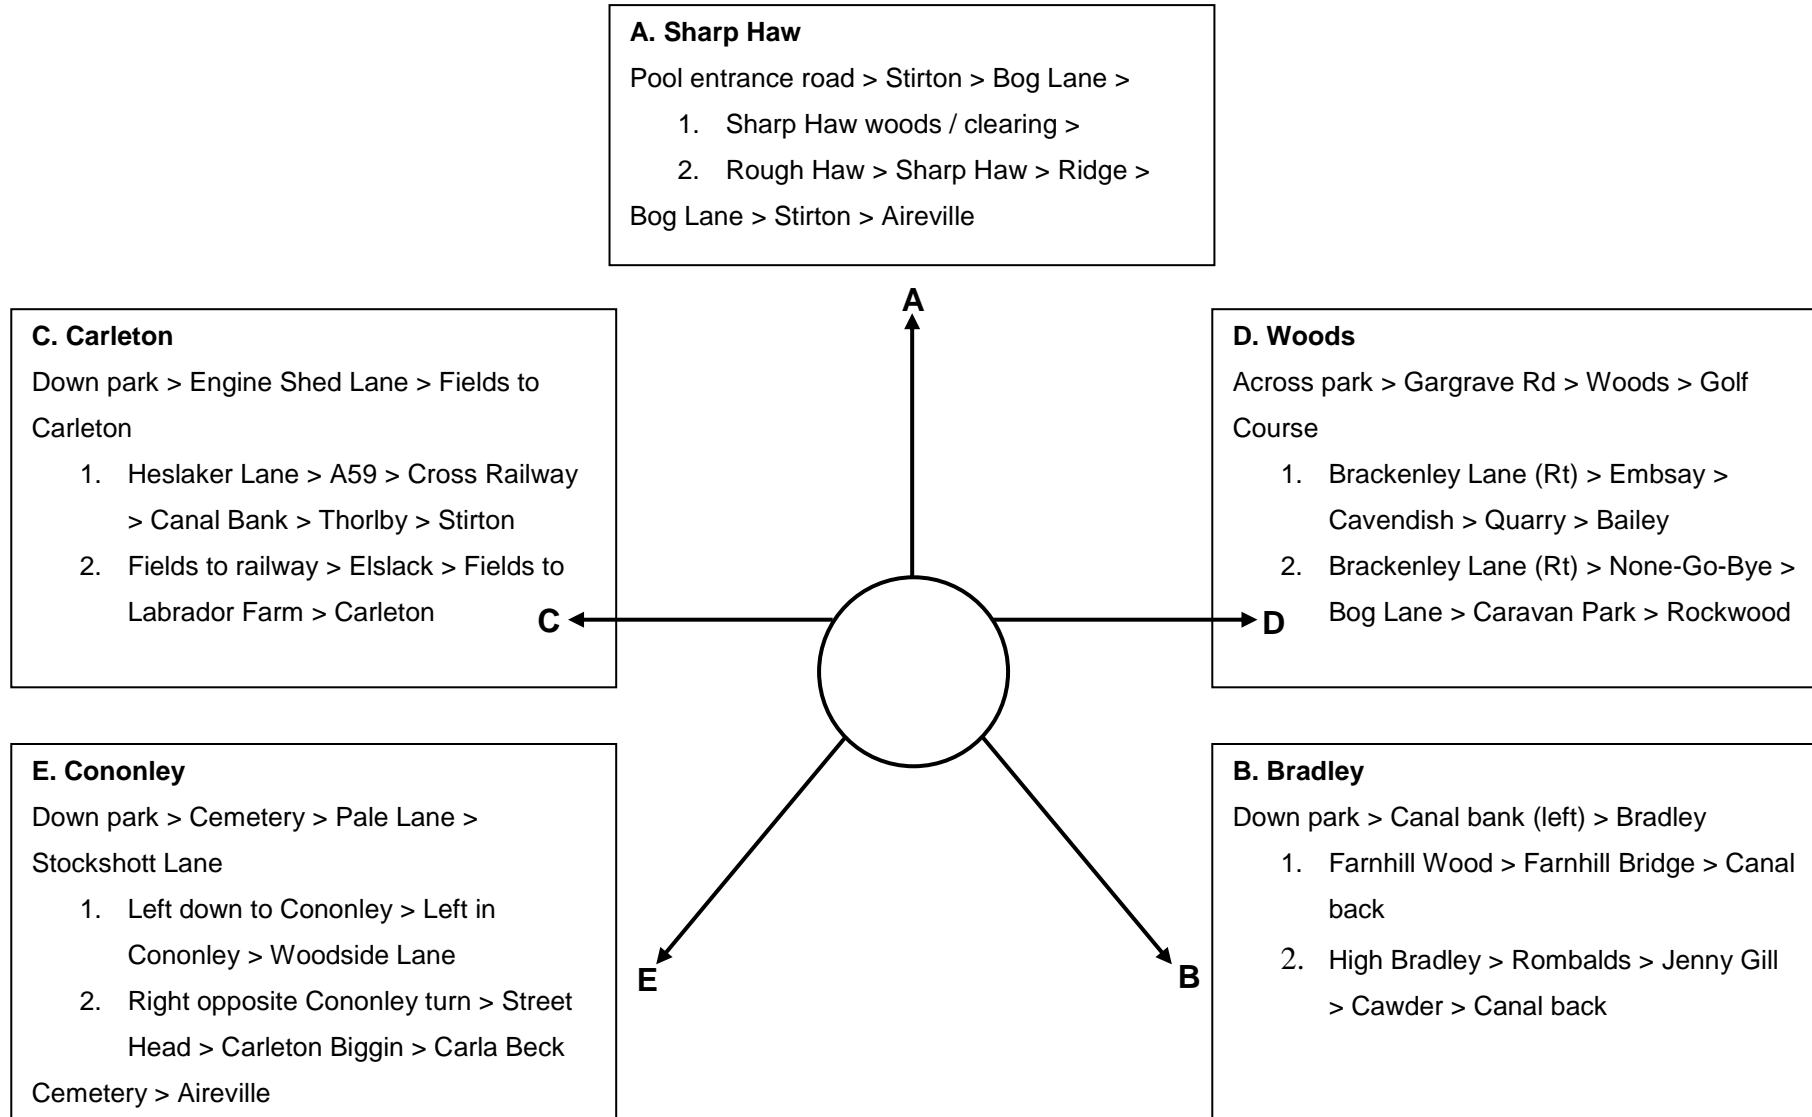 A. Sharp Haw
Pool entrance road > Stirton > Bog Lane >
1. Sharp Haw woods / clearing >
2. Rough Haw > Sharp Haw > Ridge >
Bog Lane > Stirton > Aireville
A
C. Carleton
Down park > Engine Shed Lane > Fields to
Carleton
1. Heslaker Lane > A59 > Cross Railway
> Canal Bank > Thorlby > Stirton
2. Fields to railway > Elslack > Fields to
Labrador Farm > Carleton
C
D. Woods
Across park > Gargrave Rd > Woods > Golf
Course
1. Brackenley Lane (Rt) > Embsay >
Cavendish > Quarry > Bailey
2. Brackenley Lane (Rt) > None-Go-Bye >
Bog Lane > Caravan Park > Rockwood
D
E. Cononley
Down park > Cemetery > Pale Lane >
Stockshott Lane
1. Left down to Cononley > Left in
Cononley > Woodside Lane
2. Right opposite Cononley turn > Street
Head > Carleton Biggin > Carla Beck
Cemetery > Aireville
E
B. Bradley
Down park > Canal bank (left) > Bradley
1. Farnhill Wood > Farnhill Bridge > Canal
back
2. High Bradley > Rombalds > Jenny Gill
> Cawder > Canal back
B